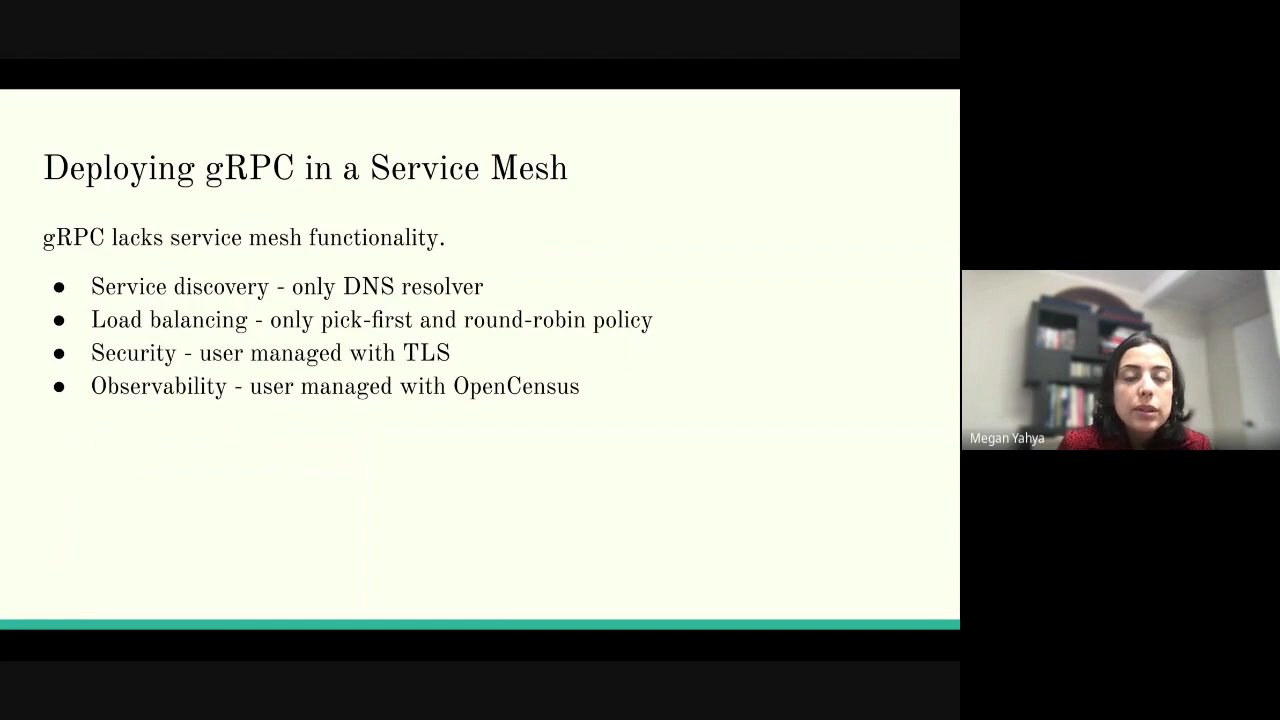 Deploying gRPC in a Service Mesh
gRPC lacks service mesh functionality.
● Service discovery - only DNS resolver
● Load balancing - only pick-first and round-robin policy
● Security - user managed with TLS
● Observability - user managed with OpenCensus
Megan Yahya